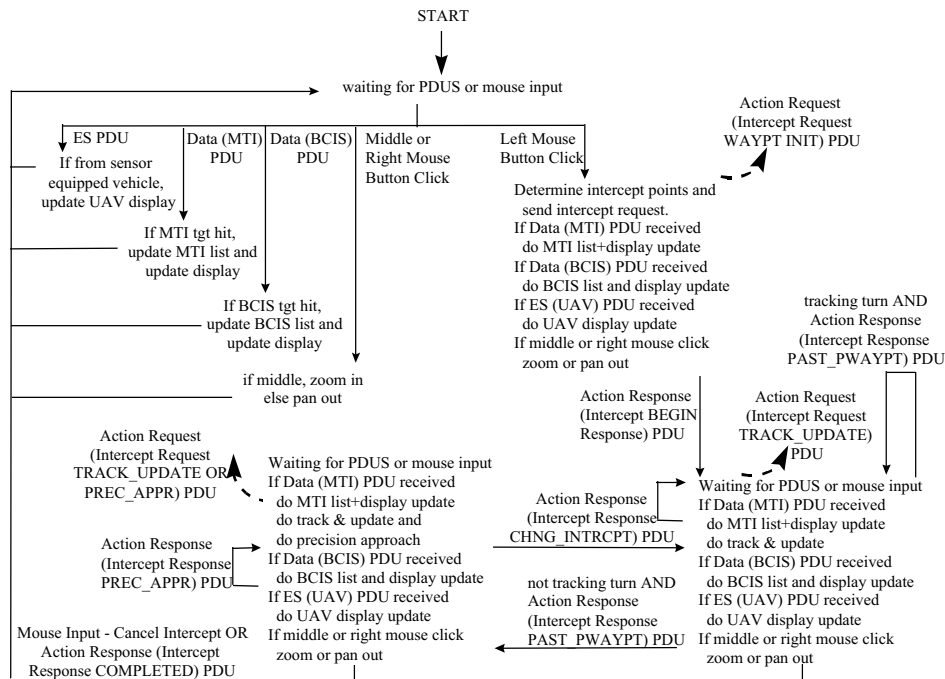 START
waiting for PDUS or mouse input
ES PDU
Data (MTI)
PDU
Data (BCIS)
PDU
Middle or
Right Mouse
Button Click
Left Mouse
Button Click
Action Request
(Intercept Request
WAYPT INIT) PDU
If from sensor
equipped vehicle,
update UAV display
If MTI tgt hit,
update MTI list and
update display
If BCIS tgt hit,
update BCIS list and
update display
if middle, zoom in
else pan out
Determine intercept points and
send intercept request.
If Data (MTI) PDU received
do MTI list+display update
If Data (BCIS) PDU received
do BCIS list and display update
If ES (UAV) PDU received
do UAV display update
If middle or right mouse click
zoom or pan out
tracking turn AND
Action Response
(Intercept Response
PAST_PWAYPT) PDU
Action Response
(Intercept BEGIN
Response) PDU
Action Request
(Intercept Request
TRACK_UPDATE)
PDU
Action Request
(Intercept Request
TRACK_UPDATE OR
PREC_APPR) PDU
Waiting for PDUS or mouse input
If Data (MTI) PDU received
do MTI list+display update
do track & update and
do precision approach
If Data (BCIS) PDU received
do BCIS list and display update
If ES (UAV) PDU received
do UAV display update
If middle or right mouse click
zoom or pan out
Action Response
(Intercept Response
PREC_APPR) PDU
Action Response
(Intercept Response
CHNG_INTRCPT) PDU
not tracking turn AND
Action Response
(Intercept Response
PAST_PWAYPT) PDU
Waiting for PDUS or mouse input
If Data (MTI) PDU received
do MTI list+display update
do track & update
If Data (BCIS) PDU received
do BCIS list and display update
If ES (UAV) PDU received
do UAV display update
If middle or right mouse click
zoom or pan out
Mouse Input - Cancel Intercept OR
Action Response (Intercept
Response COMPLETED) PDU